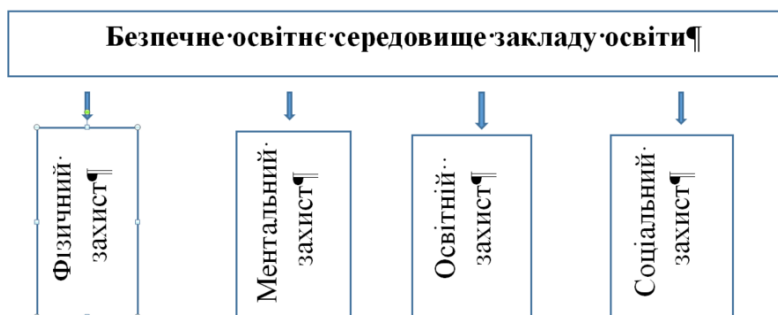 Безпечне·освітнє·середовище·закладу·освіти¶
Фізичний·
захист¶
Ментальний·
захист¶
Освітній··
захист¶
Соціальний·
захист¶